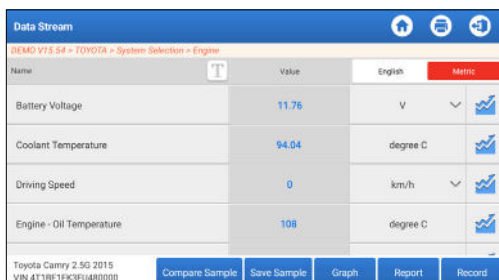 Data Stream
DEMO V15.54 > TOYOTA > System Selection > Engine
Name T Value English Metric
Battery Voltage 11.76 V
Coolant Temperature 94.04 degree C
Driving Speed 0 km/h
Engine - Oil Temperature 108 degree C
Toyota Camry 2.5G 2015
VIN 4T1BF1FK3FU480000
Compare Sample Save Sample Graph Report Record